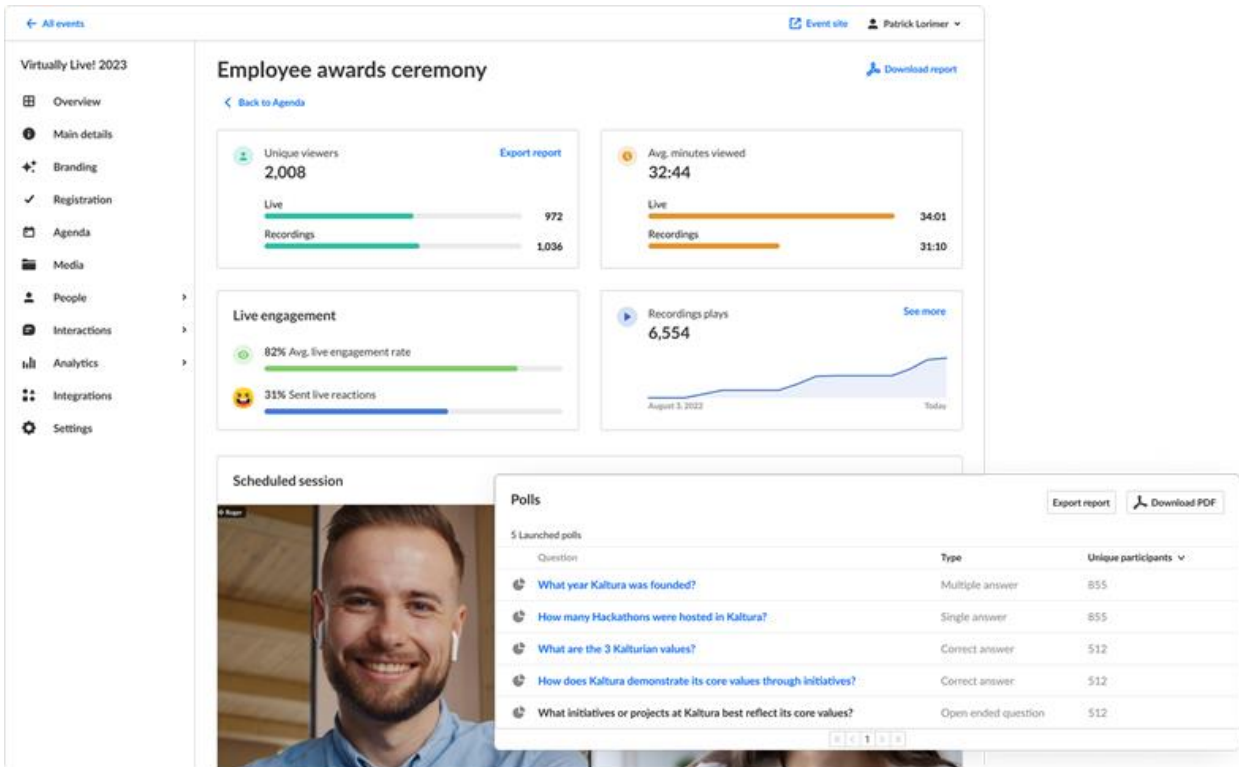 All events
Event site
Patrick Lorimer
Virtually Live! 2023
Overview
Main details
Branding
Registration
Agenda
Media
People
Interactions
Analytics
Integrations
Settings
Employee awards ceremony
Download report
Back to Agenda
Unique viewers
Export report
2,008
Live
972
Recordings
1,036
Avg. minutes viewed
32:44
Live
34:01
Recordings
31:10
Live engagement
82% Avg. live engagement rate
31% Sent live reactions
Recordings plays
See more
6,554
August 3, 2022
Today
Scheduled session
Roger
Polls
Export report
Download PDF
5 Launched polls
Question Type Unique participants
What year Kaltura was founded? Multiple answer 855
How many Hackathons were hosted in Kaltura? Single answer 855
What are the 3 Kalturian values? Correct answer 512
How does Kaltura demonstrate its core values through initiatives? Correct answer 512
What initiatives or projects at Kaltura best reflect its core values? Open ended question 512
1